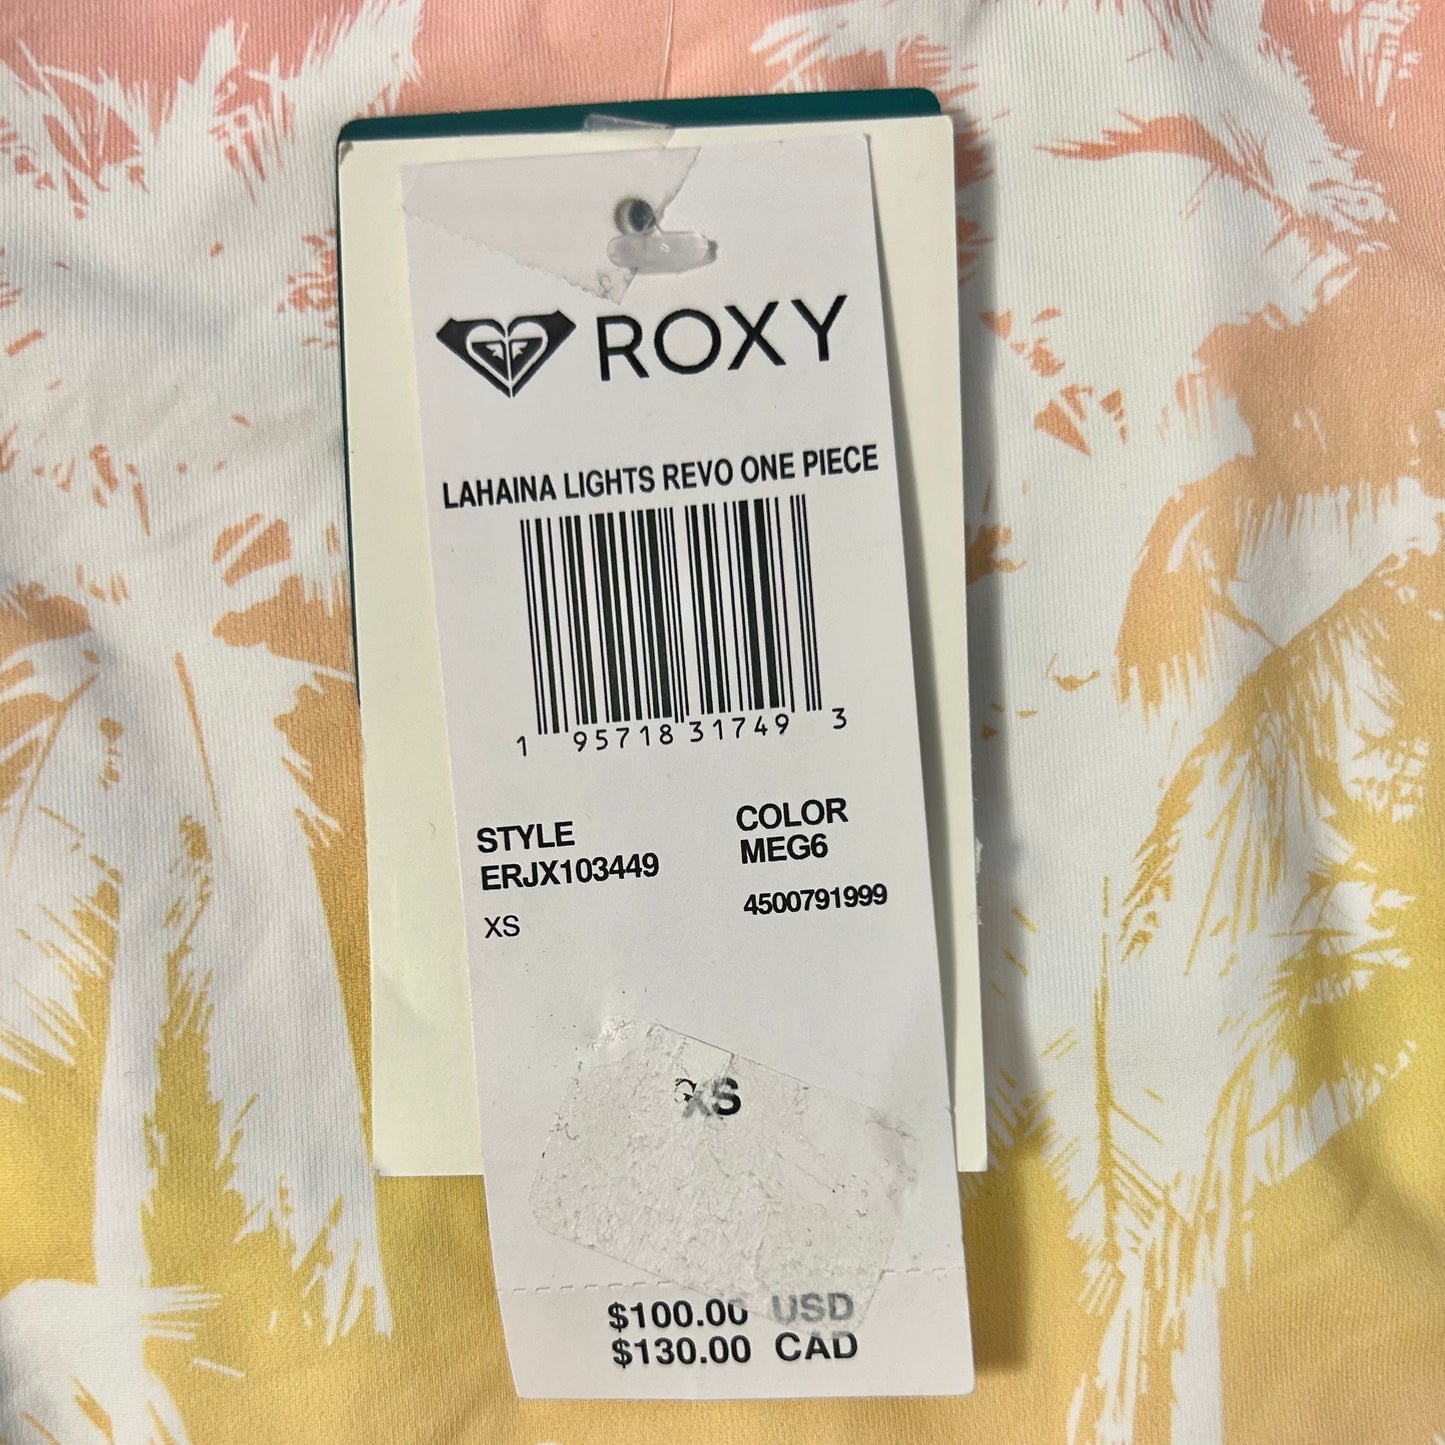 ROXY
LAHAINA LIGHTS REVO ONE PIECE
1 95718 31749 3
STYLE
ERJX103449
XS
COLOR
MEG6
4500791999
XS
$100.00 USD
$130.00 CAD